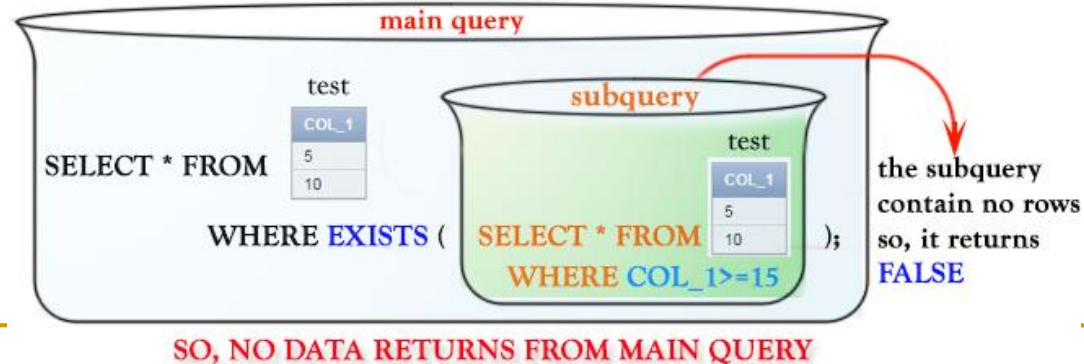 main query
test
COL_1
5
10
SELECT * FROM
subquery
test
COL_1
5
10
WHERE EXISTS ( SELECT * FROM );
WHERE COL_1>=15
the subquery
contain no rows
so, it returns
FALSE
SO, NO DATA RETURNS FROM MAIN QUERY